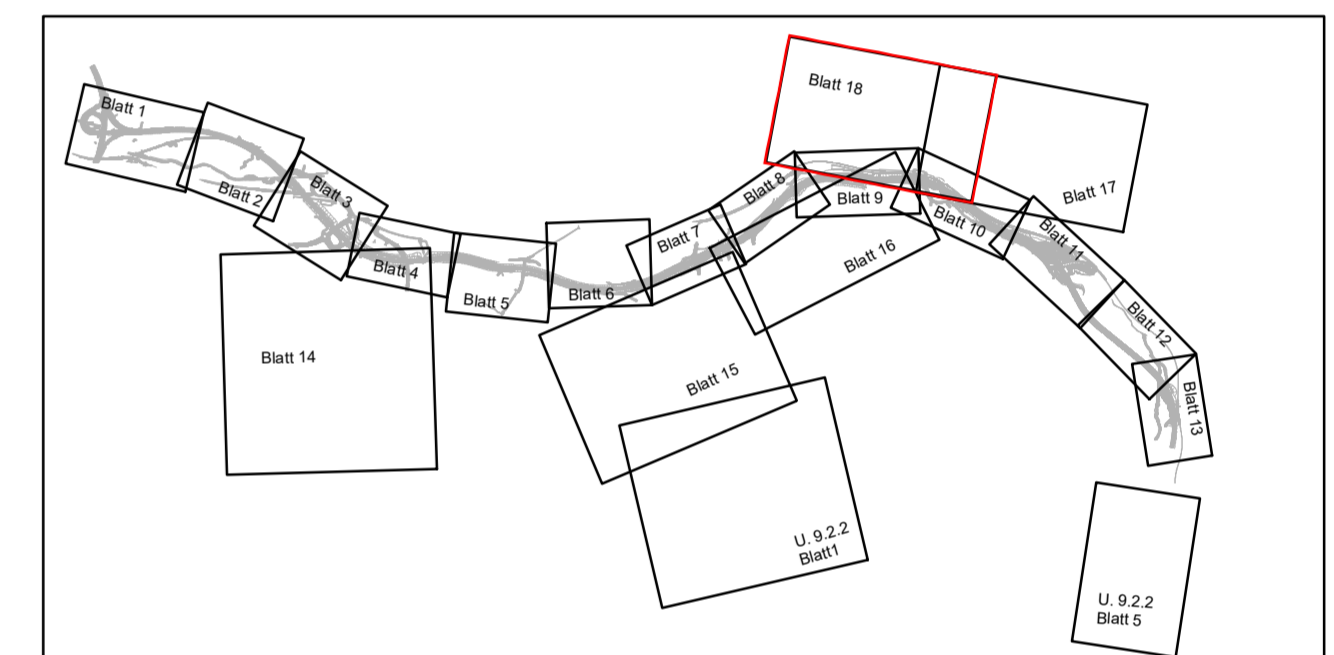 Blatt 1
Blatt 2
Blatt 3
Blatt 4
Blatt 5
Blatt 6
Blatt 7
Blatt 8
Blatt 9
Blatt 10
Blatt 11
Blatt 12
Blatt 13
Blatt 14
Blatt 15
Blatt 16
Blatt 17
Blatt 18
U. 9.2.2
Blatt1
U. 9.2.2
Blatt 5